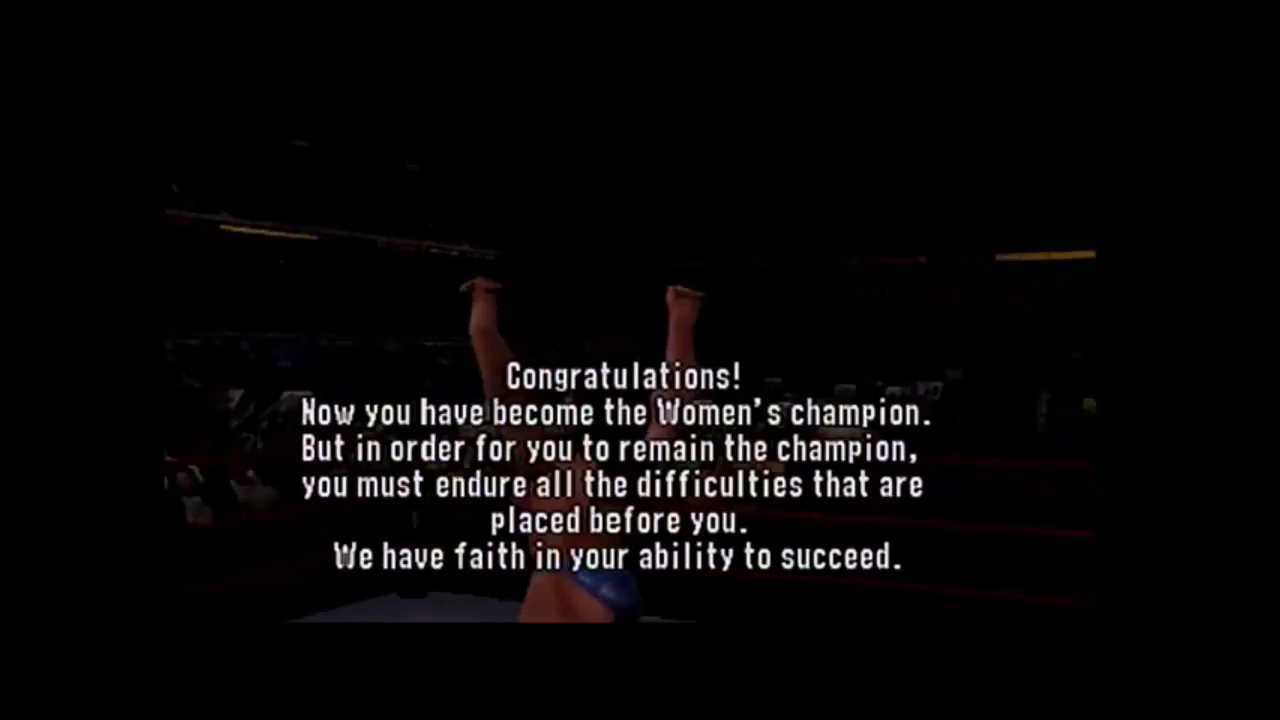 Congratulations!
Now you have become the Women's champion.
But in order for you to remain the champion,
you must endure all the difficulties that are
placed before you.
We have faith in your ability to succeed.